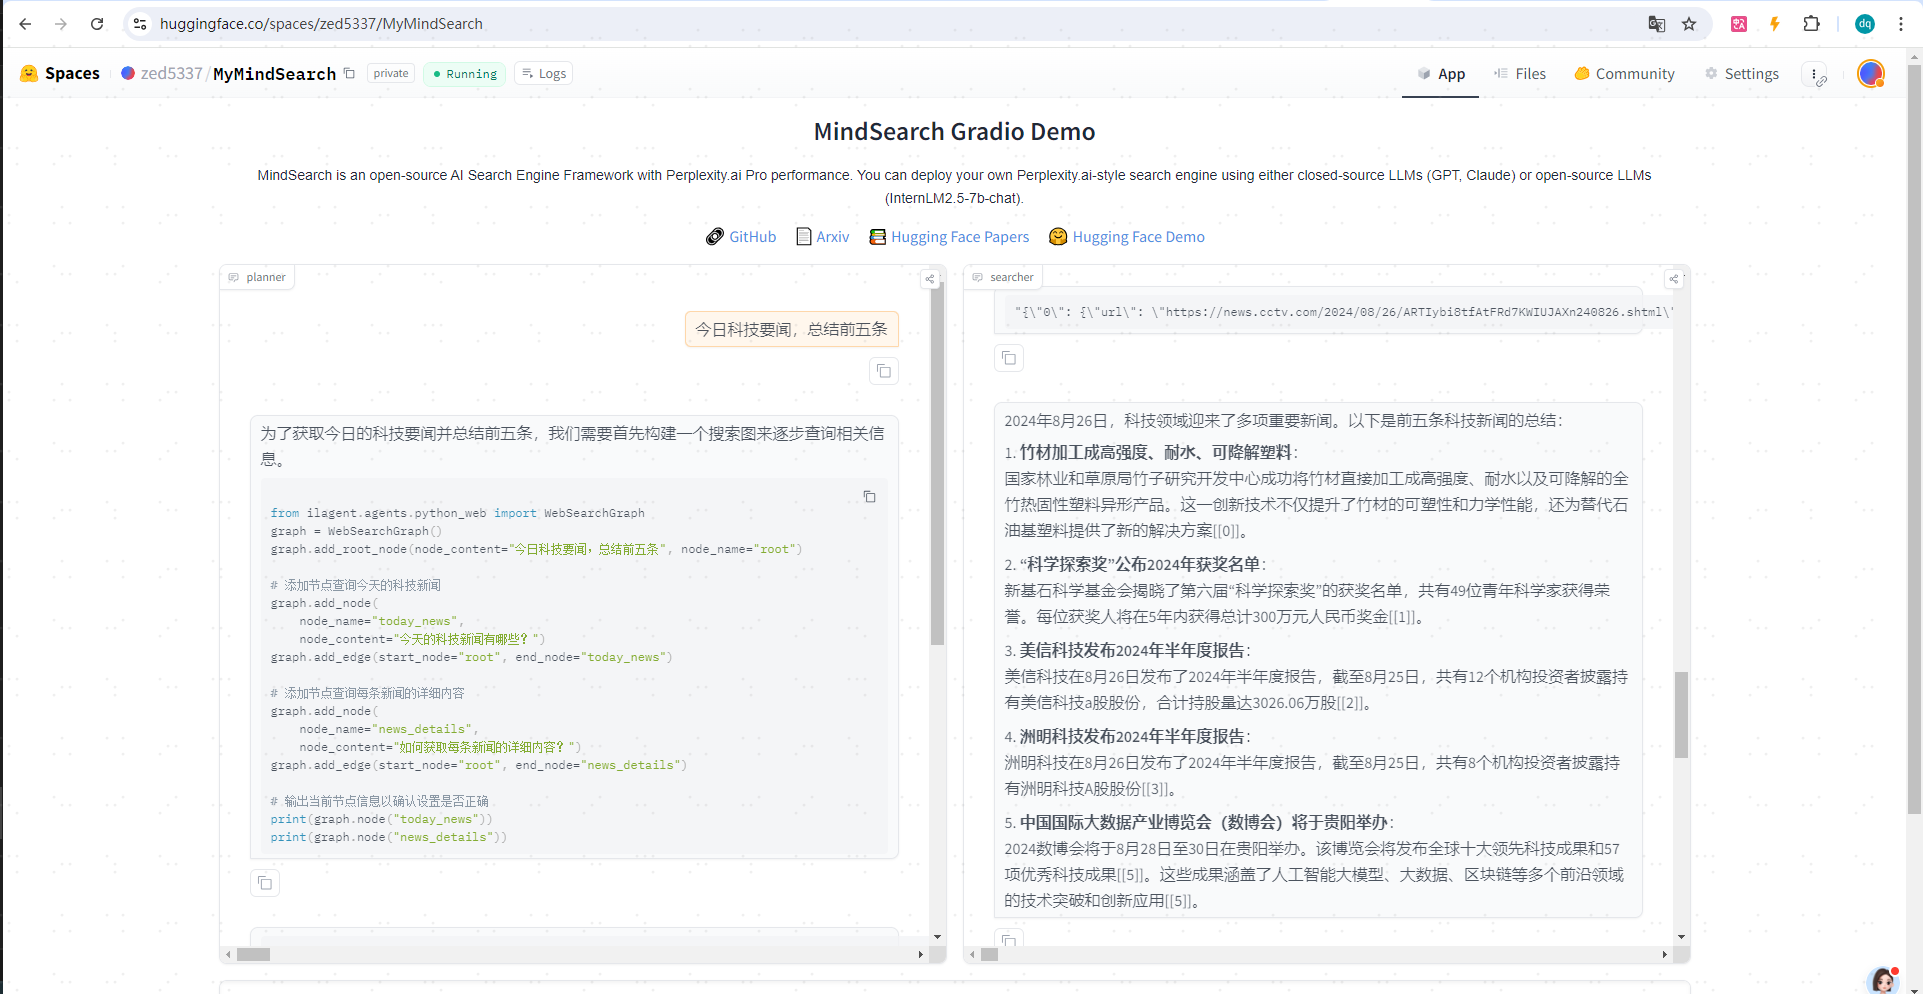 huggingface.co/spaces/zed5337/MyMindSearch
dq
Spaces
zed5337/MyMindSearch
private
Running
Logs
App
Files
Community
Settings
MindSearch Gradio Demo
MindSearch is an open-source AI Search Engine Framework with Perplexity.ai Pro performance. You can deploy your own Perplexity.ai-style search engine using either closed-source LLMs (GPT, Claude) or open-source LLMs
(InternLM2.5-7b-chat).
GitHub
Arxiv
Hugging Face Papers
Hugging Face Demo
planner
今日科技要闻，总结前五条
为了获取今日的科技要闻并总结前五条，我们需要首先构建一个搜索图来逐步查询相关信
息。
from ilagent.agents.python_web import WebSearchGraph
graph = WebSearchGraph()
graph.add_root_node(node_content="今日科技要闻，总结前五条", node_name="root")
# 添加节点查询今天的科技新闻
graph.add_node(
node_name="today_news",
node_content="今天的科技新闻有哪些？")
graph.add_edge(start_node="root", end_node="today_news")
# 添加节点查询每条新闻的详细内容
graph.add_node(
node_name="news_details",
node_content="如何获取每条新闻的详细内容？")
graph.add_edge(start_node="root", end_node="news_details")
# 输出当前节点信息以确认设置是否正确
print(graph.node("today_news"))
print(graph.node("news_details"))
searcher
"{\"0\": {\"url\": \"https://news.cctv.com/2024/08/26/ARTIybi8tfAtFRd7KWIUJAXn240826.shtml\"
2024年8月26日，科技领域迎来了多项重要新闻。以下是前五条科技新闻的总结：
1. 竹材加工成高强度、耐水、可降解塑料：
国家林业和草原局竹子研究开发中心成功将竹材直接加工成高强度、耐水以及可降解的全
竹热固性塑料异形产品。这一创新技术不仅提升了竹材的可塑性和力学性能，还为替代石
油基塑料提供了新的解决方案[[0]]。
2. “科学探索奖”公布2024年获奖名单：
新基石科学基金会揭晓了第六届“科学探索奖”的获奖名单，共有49位青年科学家获得荣
誉。每位获奖人将在5年内获得总计300万元人民币奖金[[1]]。
3. 美信科技发布2024年半年度报告：
美信科技在8月26日发布了2024年半年度报告，截至8月25日，共有12个机构投资者披露持
有美信科技a股股份，合计持股量达3026.06万股[[2]]。
4. 洲明科技发布2024年半年度报告：
洲明科技在8月26日发布了2024年半年度报告，截至8月25日，共有8个机构投资者披露持
有洲明科技A股股份[[3]]。
5. 中国国际大数据产业博览会（数博会）将于贵阳举办：
2024数博会将于8月28日至30日在贵阳举办。该博览会将发布全球十大领先科技成果和57
项优秀科技成果[[5]]。这些成果涵盖了人工智能大模型、大数据、区块链等多个前沿领域
的技术突破和创新应用[[5]]。